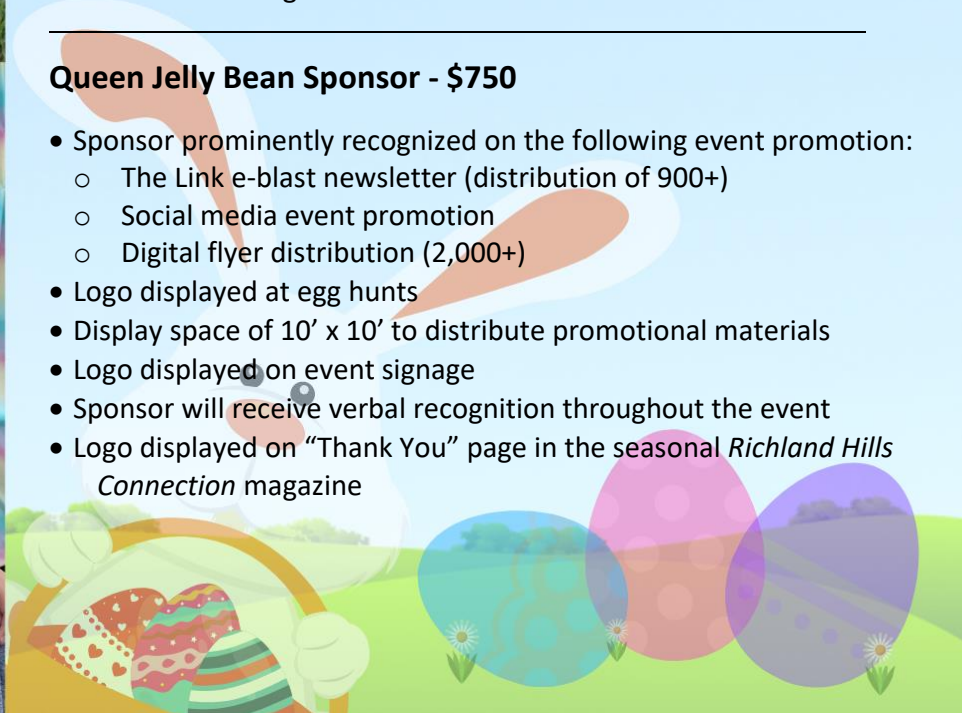 Queen Jelly Bean Sponsor - $750
• Sponsor prominently recognized on the following event promotion:
o The Link e-blast newsletter (distribution of 900+)
o Social media event promotion
o Digital flyer distribution (2,000+)
• Logo displayed at egg hunts
• Display space of 10’ x 10’ to distribute promotional materials
• Logo displayed on event signage
• Sponsor will receive verbal recognition throughout the event
• Logo displayed on “Thank You” page in the seasonal Richland Hills
Connection magazine